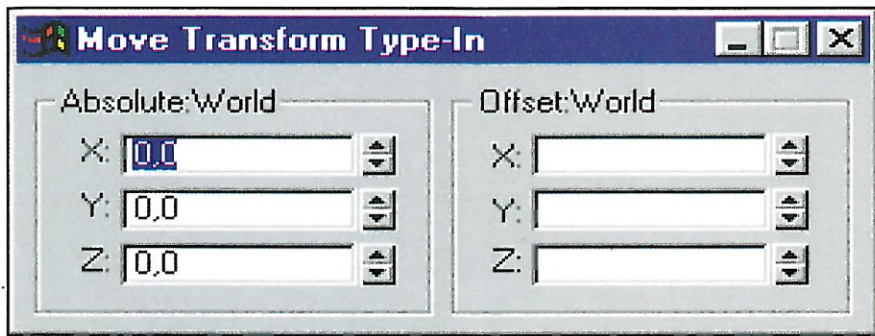 Move Transform Type-In
Absolute:World
X: 0,0
Y: 0,0
Z: 0,0
Offset:World
X:
Y:
Z: